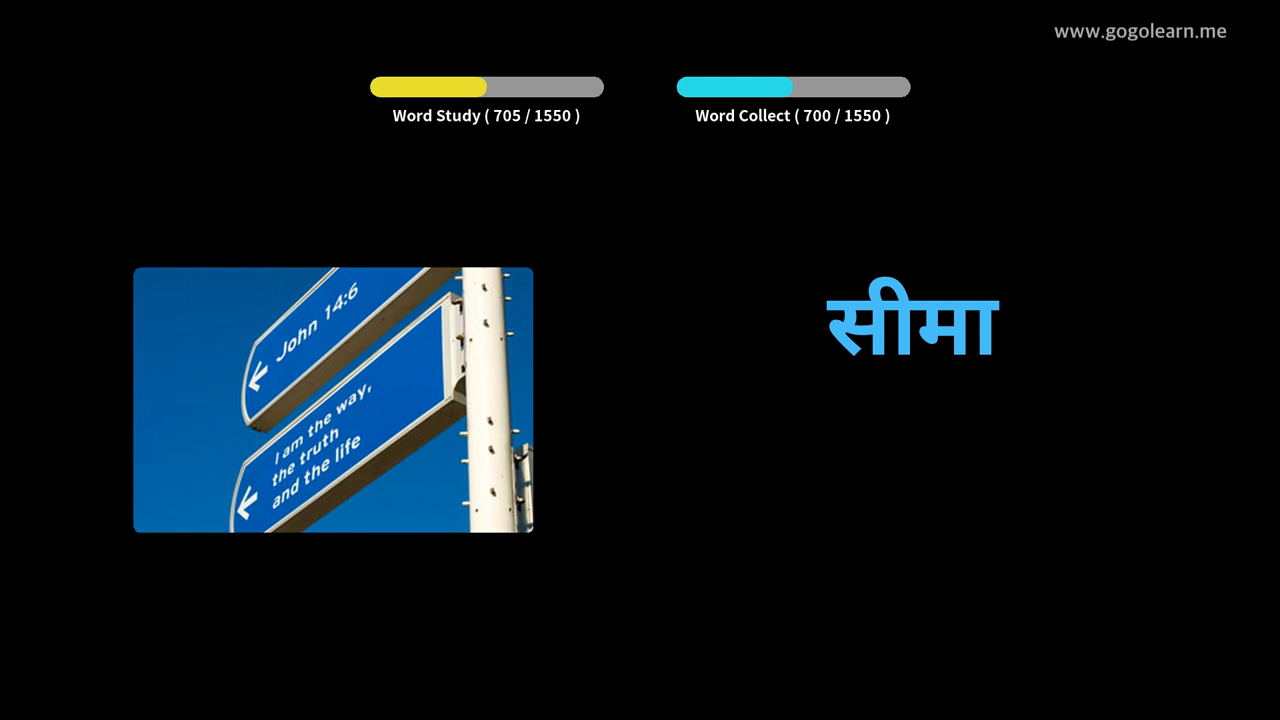 www.gogolearn.me
Word Study ( 705 / 1550 )
Word Collect ( 700 / 1550 )
John 14:6
I am the way,
the truth
and the life
सीमा